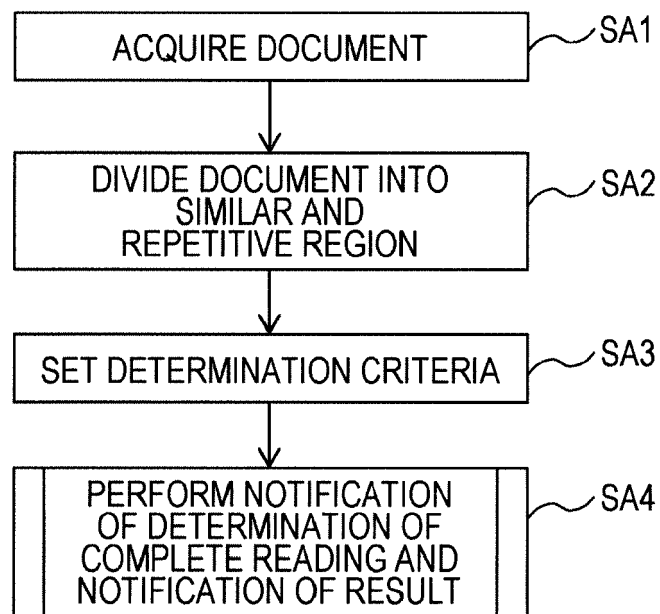 ACQUIRE DOCUMENT
SA1
DIVIDE DOCUMENT INTO
SIMILAR AND
REPETITIVE REGION
SA2
SET DETERMINATION CRITERIA
SA3
PERFORM NOTIFICATION
OF DETERMINATION OF
COMPLETE READING AND
NOTIFICATION OF RESULT
SA4